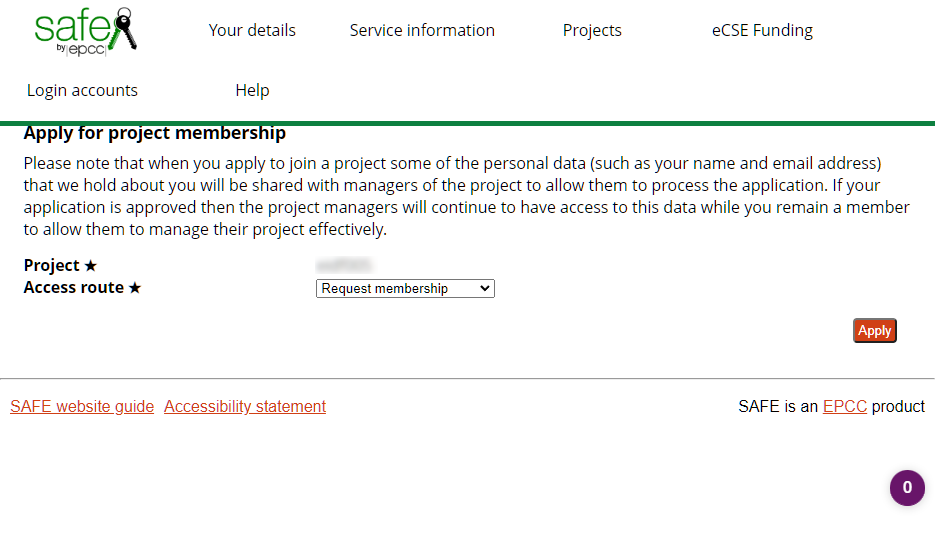 safe
by |epcc|
Your details
Service information
Projects
eCSE Funding
Login accounts
Help
Apply for project membership
Please note that when you apply to join a project some of the personal data (such as your name and email address)
that we hold about you will be shared with managers of the project to allow them to process the application. If your
application is approved then the project managers will continue to have access to this data while you remain a member
to allow them to manage their project effectively.
Project ★
Access route ★ Request membership
Apply
SAFE website guide Accessibility statement SAFE is an EPCC product
0